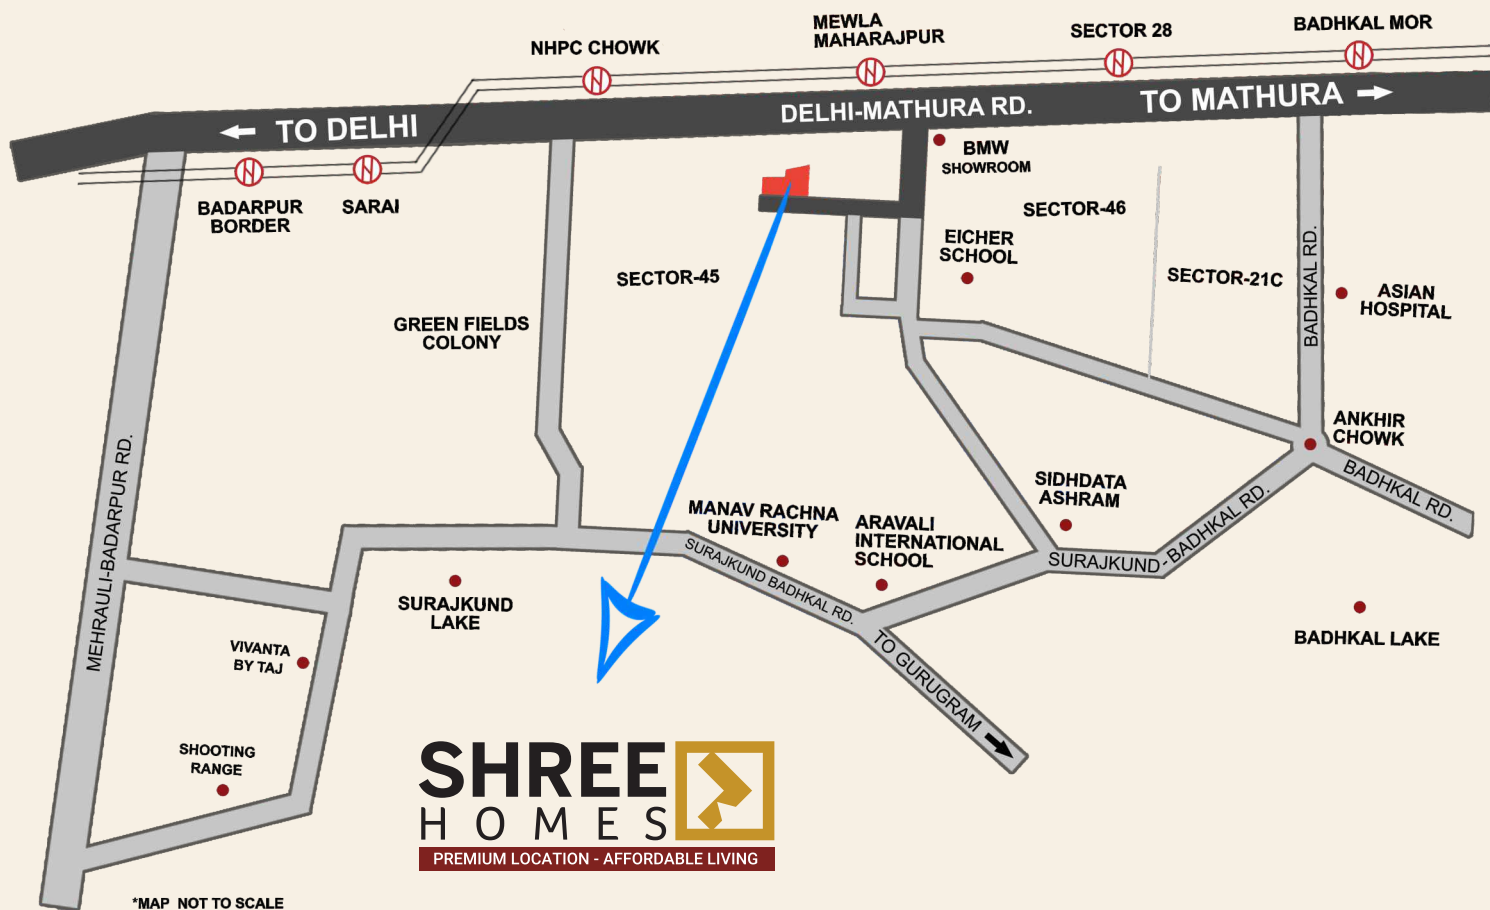 NHPC CHOWK
MEWLA
MAHARAJPUR
SECTOR 28
BADHKAL MOR
TO DELHI
DELHI-MATHURA RD.
TO MATHURA
BADARPUR
BORDER
SARAI
BMW
SHOWROOM
SECTOR-46
EICHER
SCHOOL
SECTOR-45
SECTOR-21C
BADHKAL RD.
ASIAN
HOSPITAL
GREEN FIELDS
COLONY
ANKHIR
CHOWK
BADHKAL RD.
MEHRAULI-BADARPUR RD.
SIDHDATA
ASHRAM
MANAV RACHNA
UNIVERSITY
ARAVALI
INTERNATIONAL
SCHOOL
SURAJKUND-BADHKAL RD.
SURAJKUND BADHKAL RD.
SURAJKUND
LAKE
BADHKAL LAKE
VIVANTA
BY TAJ
TO GURUGRAM
SHOOTING
RANGE
SHREE
HOMES
PREMIUM LOCATION - AFFORDABLE LIVING
*MAP NOT TO SCALE